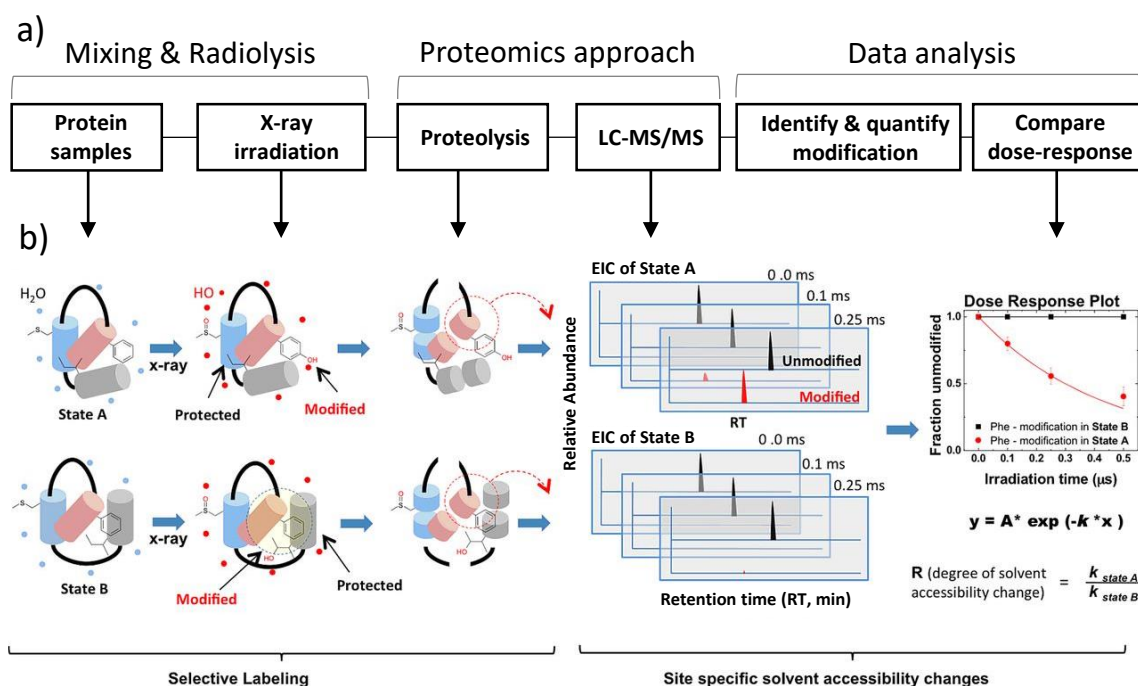 a)
Mixing & Radiolysis
Proteomics approach
Data analysis
Protein
samples
X-ray
irradiation
Proteolysis
LC-MS/MS
Identify & quantify
modification
Compare
dose-response
b)
H₂O
State A
x-ray
HO
OH
Protected
Modified
OH
State B
x-ray
HO
Modified
Protected
HO
Relative Abundance
EIC of State A
0 .0 ms
0.1 ms
0.25 ms
Unmodified
Modified
RT
EIC of State B
0.0 ms
0.1 ms
0.25 ms
Retention time (RT, min)
Dose Response Plot
Fraction unmodified
1.0
0.5
0.0
Phe - modification in State B
Phe - modification in State A
0.0 0.1 0.2 0.3 0.4 0.5
Irradiation time (µs)
y = A* exp (-k *x )
R (degree of solvent
accessibility change) = k state A
k state B
Selective Labeling
Site specific solvent accessibility changes